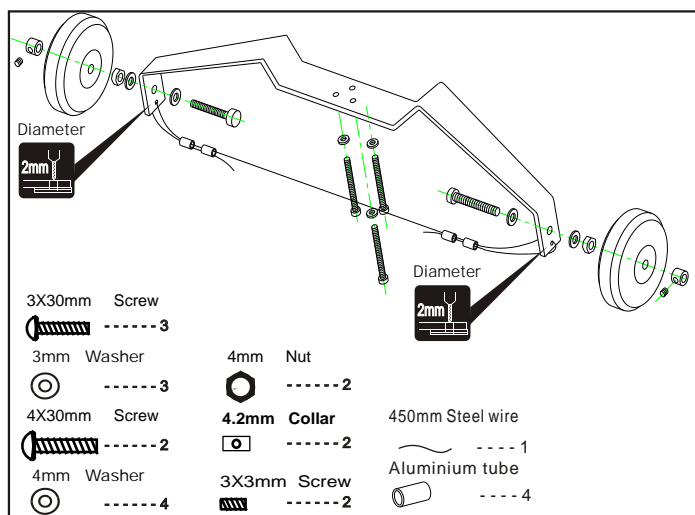 Diameter
2mm
Diameter
2mm
3X30mm Screw
------3
3mm Washer
------3
4mm Nut
------2
4X30mm Screw
------2
4.2mm Collar
------2
450mm Steel wire
----1
4mm Washer
------4
3X3mm Screw
------2
Aluminium tube
----4